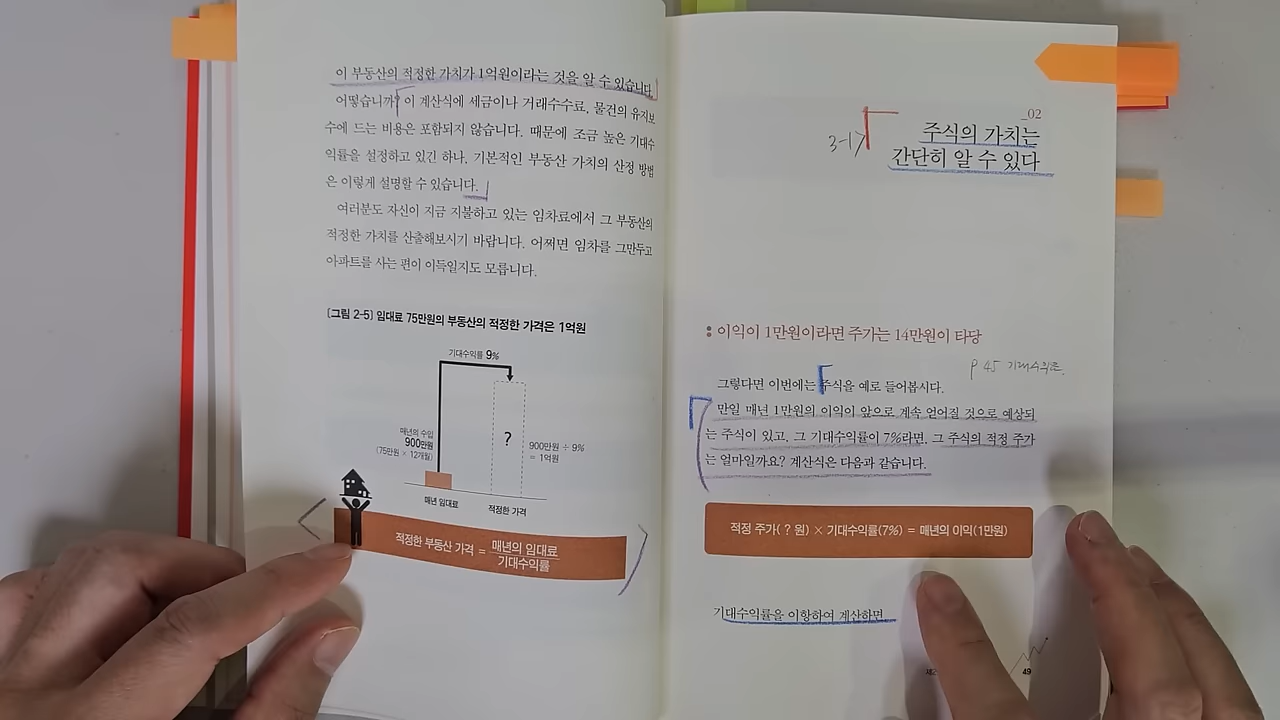 이 부동산의 적정한 가치가 1억원이라는 것을 알 수 있습니다.
어떻습니까? 이 계산식에 세금이나 거래수수료, 물건의 유지보
수에 드는 비용은 포함되지 않습니다. 때문에 조금 높은 기대수
익률을 설정하고 있긴 하나, 기본적인 부동산 가치의 산정 방법
은 이렇게 설명할 수 있습니다.
여러분도 자신이 지금 지불하고 있는 임차료에서 그 부동산의
적정한 가치를 산출해보시기 바랍니다. 어쩌면 임차를 그만두고
아파트를 사는 편이 이득일지도 모릅니다.
[그림 2-5] 임대료 75만원의 부동산의 적정한 가격은 1억원
기대수익률 9%
매년의 수입
900만원
(75만원 × 12개월)
?
900만원 ÷ 9%
= 1억원
매년 임대료
적정한 가격
적정한 부동산 가격 = 매년의 임대료
기대수익률
_02
3-17
주식의 가치는
간단히 알 수 있다
이익이 1만원이라면 주가는 14만원이 타당
p 45 기대수익률
그렇다면 이번에는 주식을 예로 들어봅시다.
만일 매년 1만원의 이익이 앞으로 계속 얻어질 것으로 예상되
는 주식이 있고, 그 기대수익률이 7%라면, 그 주식의 적정 주가
는 얼마일까요? 계산식은 다음과 같습니다.
적정 주가( ? 원) × 기대수익률(7%) = 매년의 이익(1만원)
기대수익률을 이항하여 계산하면,
49